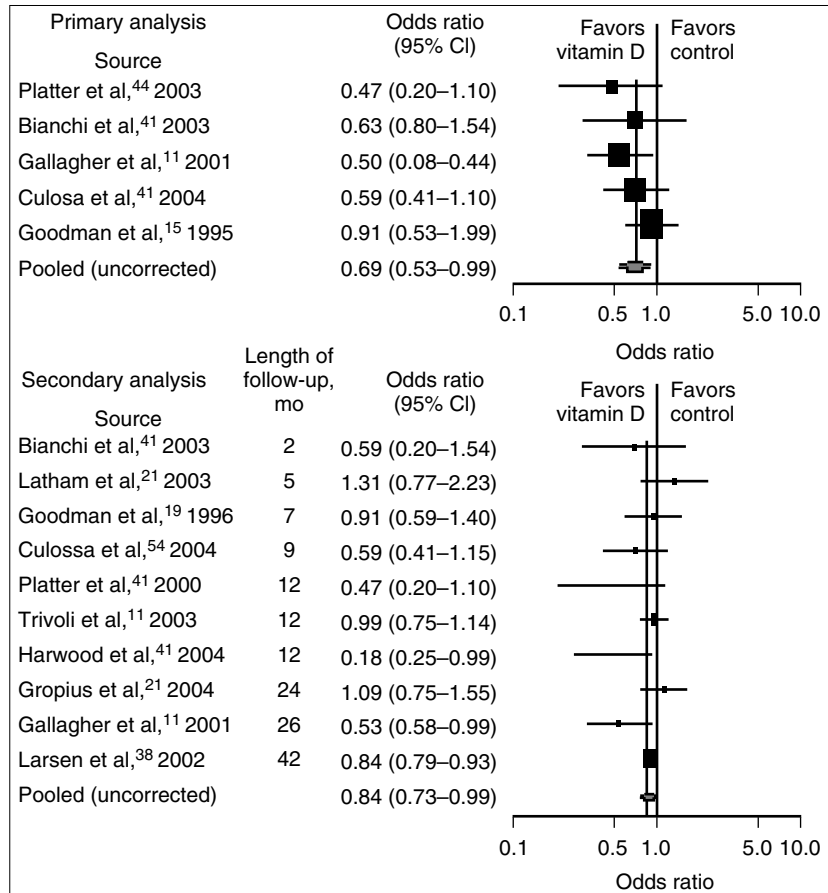 Primary analysis
Source
Odds ratio
(95% CI)
Favors
vitamin D
Favors
control
Platter et al,44 2003 0.47 (0.20–1.10)
Bianchi et al,41 2003 0.63 (0.80–1.54)
Gallagher et al,11 2001 0.50 (0.08–0.44)
Culosa et al,41 2004 0.59 (0.41–1.10)
Goodman et al,15 1995 0.91 (0.53–1.99)
Pooled (uncorrected) 0.69 (0.53–0.99)
0.1 0.5 1.0 5.0 10.0
Odds ratio
Secondary analysis
Source
Length of
follow-up,
mo
Odds ratio
(95% CI)
Favors
vitamin D
Favors
control
Bianchi et al,41 2003 2 0.59 (0.20–1.54)
Latham et al,21 2003 5 1.31 (0.77–2.23)
Goodman et al,19 1996 7 0.91 (0.59–1.40)
Culossa et al,54 2004 9 0.59 (0.41–1.15)
Platter et al,41 2000 12 0.47 (0.20–1.10)
Trivoli et al,11 2003 12 0.99 (0.75–1.14)
Harwood et al,41 2004 12 0.18 (0.25–0.99)
Gropius et al,21 2004 24 1.09 (0.75–1.55)
Gallagher et al,11 2001 26 0.53 (0.58–0.99)
Larsen et al,38 2002 42 0.84 (0.79–0.93)
Pooled (uncorrected) 0.84 (0.73–0.99)
0.1 0.5 1.0 5.0 10.0
Odds ratio